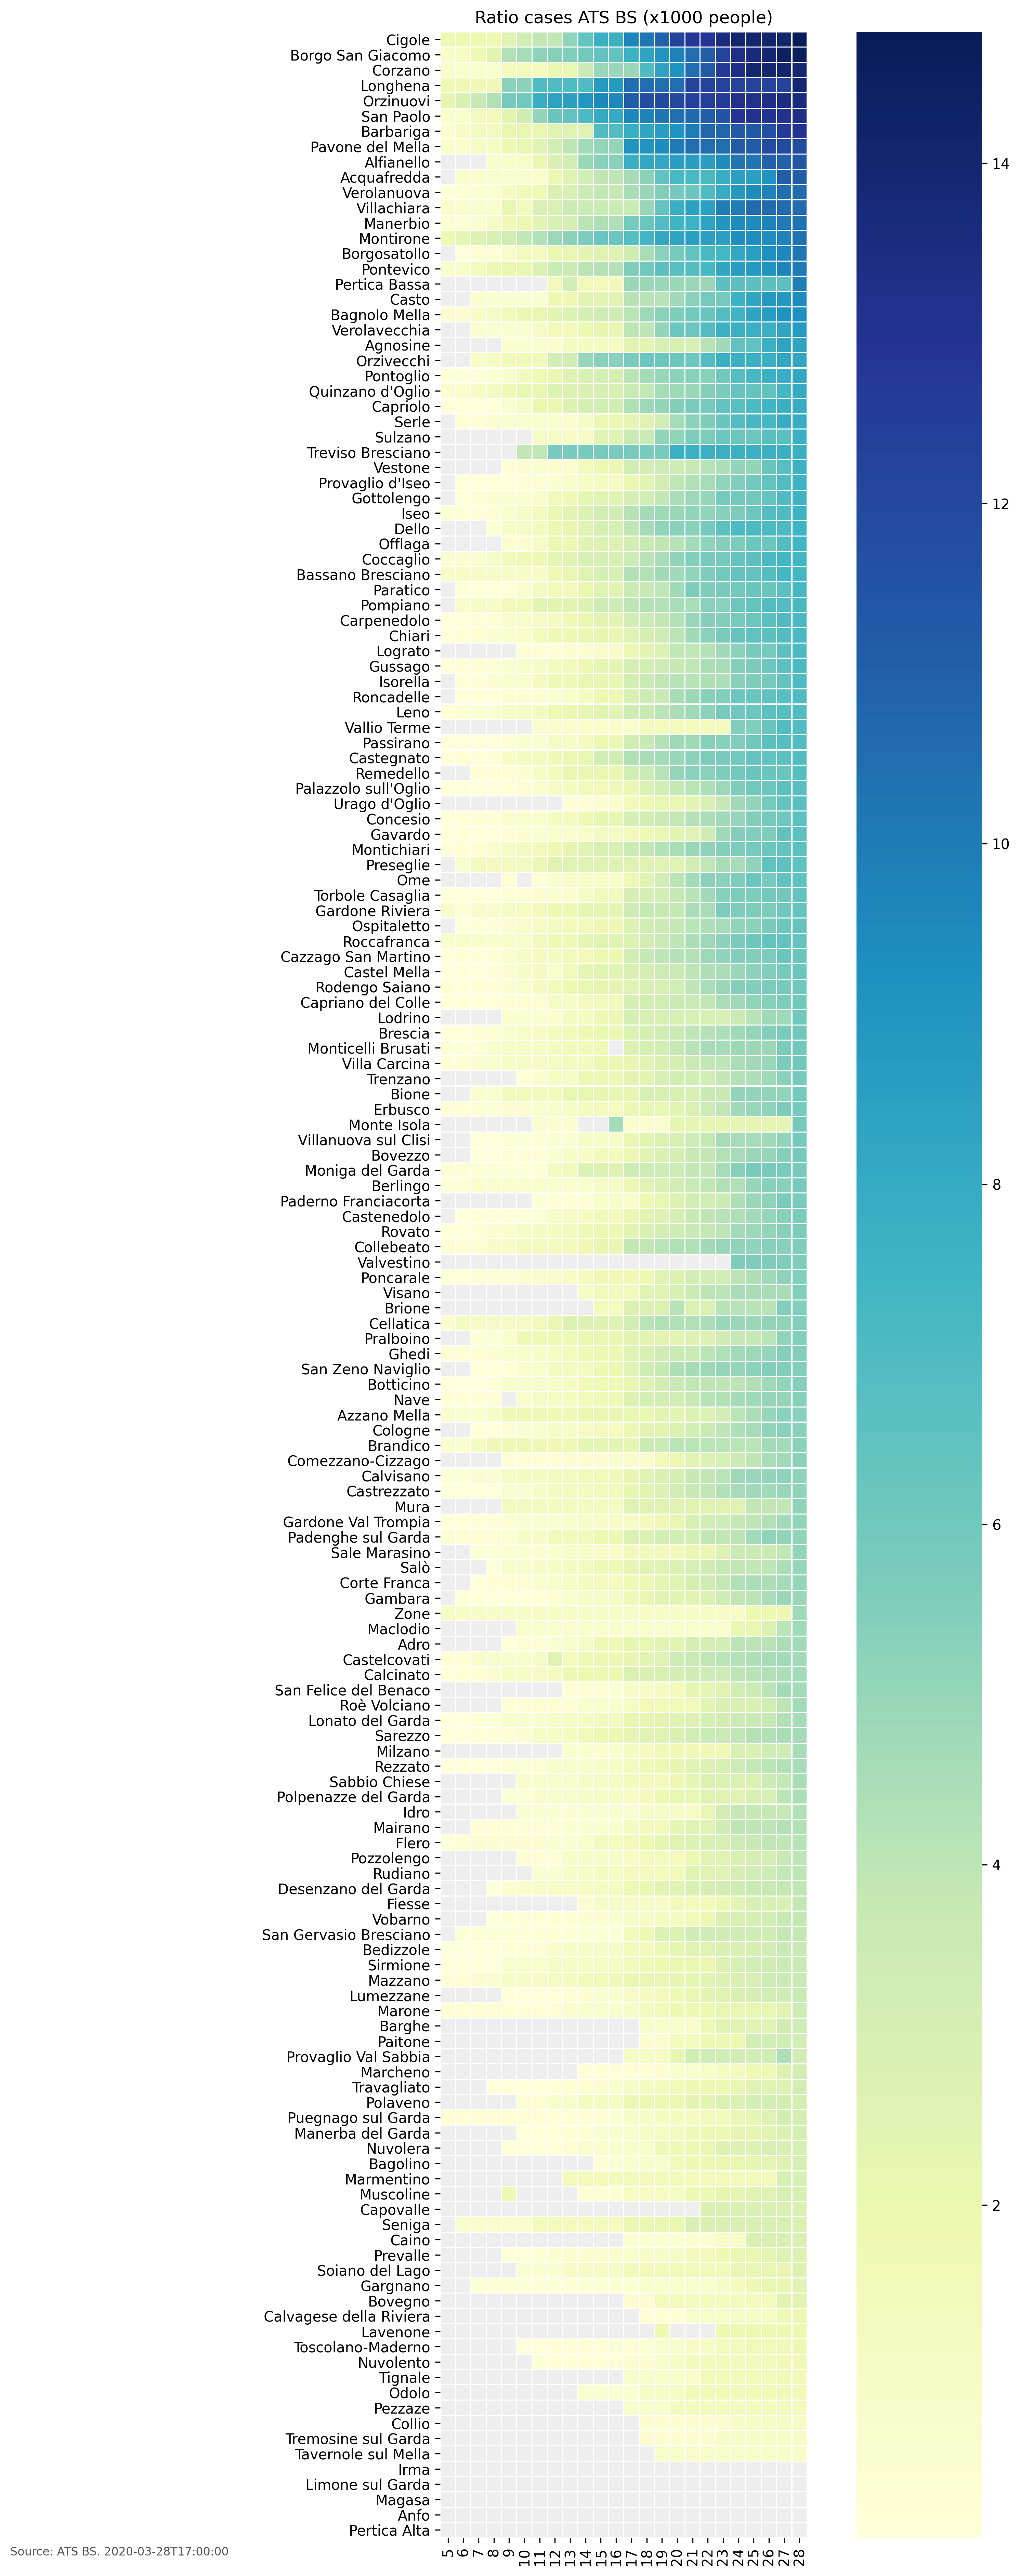 Ratio cases ATS BS (x1000 people)
Cigole
Borgo San Giacomo
Corzano
Longhena
Orzinuovi
San Paolo
Barbariga
Pavone del Mella
Alfianello
Acquafredda
Verolanuova
Villachiara
Manerbio
Montirone
Borgosatollo
Pontevico
Pertica Bassa
Casto
Bagnolo Mella
Verolavecchia
Agnosine
Orzivecchi
Pontoglio
Quinzano d'Oglio
Capriolo
Serle
Sulzano
Treviso Bresciano
Vestone
Provaglio d'Iseo
Gottolengo
Iseo
Dello
Offlaga
Coccaglio
Bassano Bresciano
Paratico
Pompiano
Carpenedolo
Chiari
Lograto
Gussago
Isorella
Roncadelle
Leno
Vallio Terme
Passirano
Castegnato
Remedello
Palazzolo sull'Oglio
Urago d'Oglio
Concesio
Gavardo
Montichiari
Preseglie
Ome
Torbole Casaglia
Gardone Riviera
Ospitaletto
Roccafranca
Cazzago San Martino
Castel Mella
Rodengo Saiano
Capriano del Colle
Lodrino
Brescia
Monticelli Brusati
Villa Carcina
Trenzano
Bione
Erbusco
Monte Isola
Villanuova sul Clisi
Bovezzo
Moniga del Garda
Berlingo
Paderno Franciacorta
Castenedolo
Rovato
Collebeato
Valvestino
Poncarale
Visano
Brione
Cellatica
Pralboino
Ghedi
San Zeno Naviglio
Botticino
Nave
Azzano Mella
Cologne
Brandico
Comezzano-Cizzago
Calvisano
Castrezzato
Mura
Gardone Val Trompia
Padenghe sul Garda
Sale Marasino
Salò
Corte Franca
Gambara
Zone
Maclodio
Adro
Castelcovati
Calcinato
San Felice del Benaco
Roè Volciano
Lonato del Garda
Sarezzo
Milzano
Rezzato
Sabbio Chiese
Polpenazze del Garda
Idro
Mairano
Flero
Pozzolengo
Rudiano
Desenzano del Garda
Fiesse
Vobarno
San Gervasio Bresciano
Bedizzole
Sirmione
Mazzano
Lumezzane
Marone
Barghe
Paitone
Provaglio Val Sabbia
Marcheno
Travagliato
Polaveno
Puegnago sul Garda
Manerba del Garda
Nuvolera
Bagolino
Marmentino
Muscoline
Capovalle
Seniga
Caino
Prevalle
Soiano del Lago
Gargnano
Bovegno
Calvagese della Riviera
Lavenone
Toscolano-Maderno
Nuvolento
Tignale
Odolo
Pezzaze
Collio
Tremosine sul Garda
Tavernole sul Mella
Irma
Limone sul Garda
Magasa
Anfo
Pertica Alta
5 6 7 8 9 10 11 12 13 14 15 16 17 18 19 20 21 22 23 24 25 26 27 28
14
12
10
8
6
4
2
Source: ATS BS. 2020-03-28T17:00:00